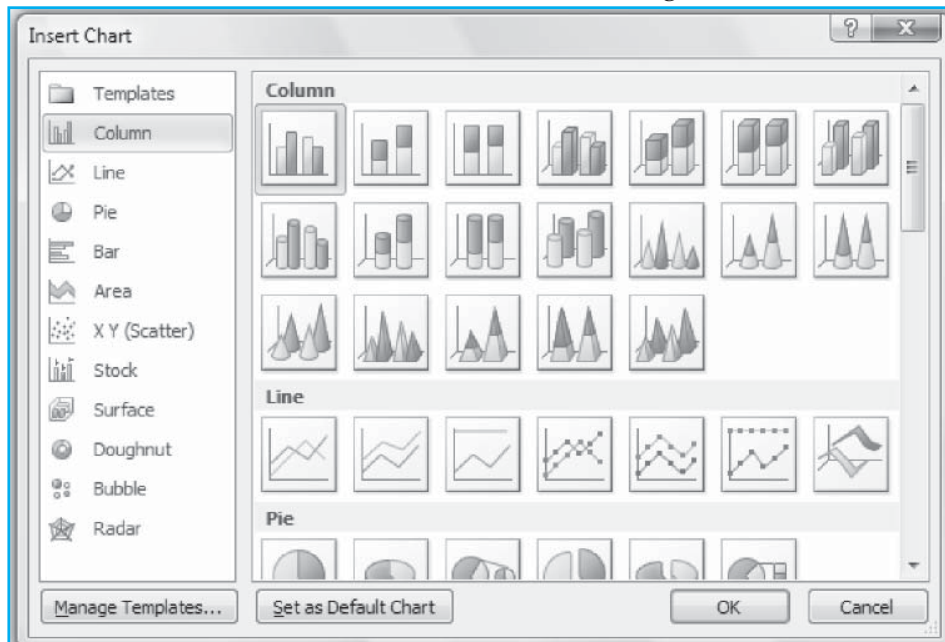 Insert Chart
Templates
Column
Line
Pie
Bar
Area
X Y (Scatter)
Stock
Surface
Doughnut
Bubble
Radar
Column
Line
Pie
Manage Templates...
Set as Default Chart
OK
Cancel